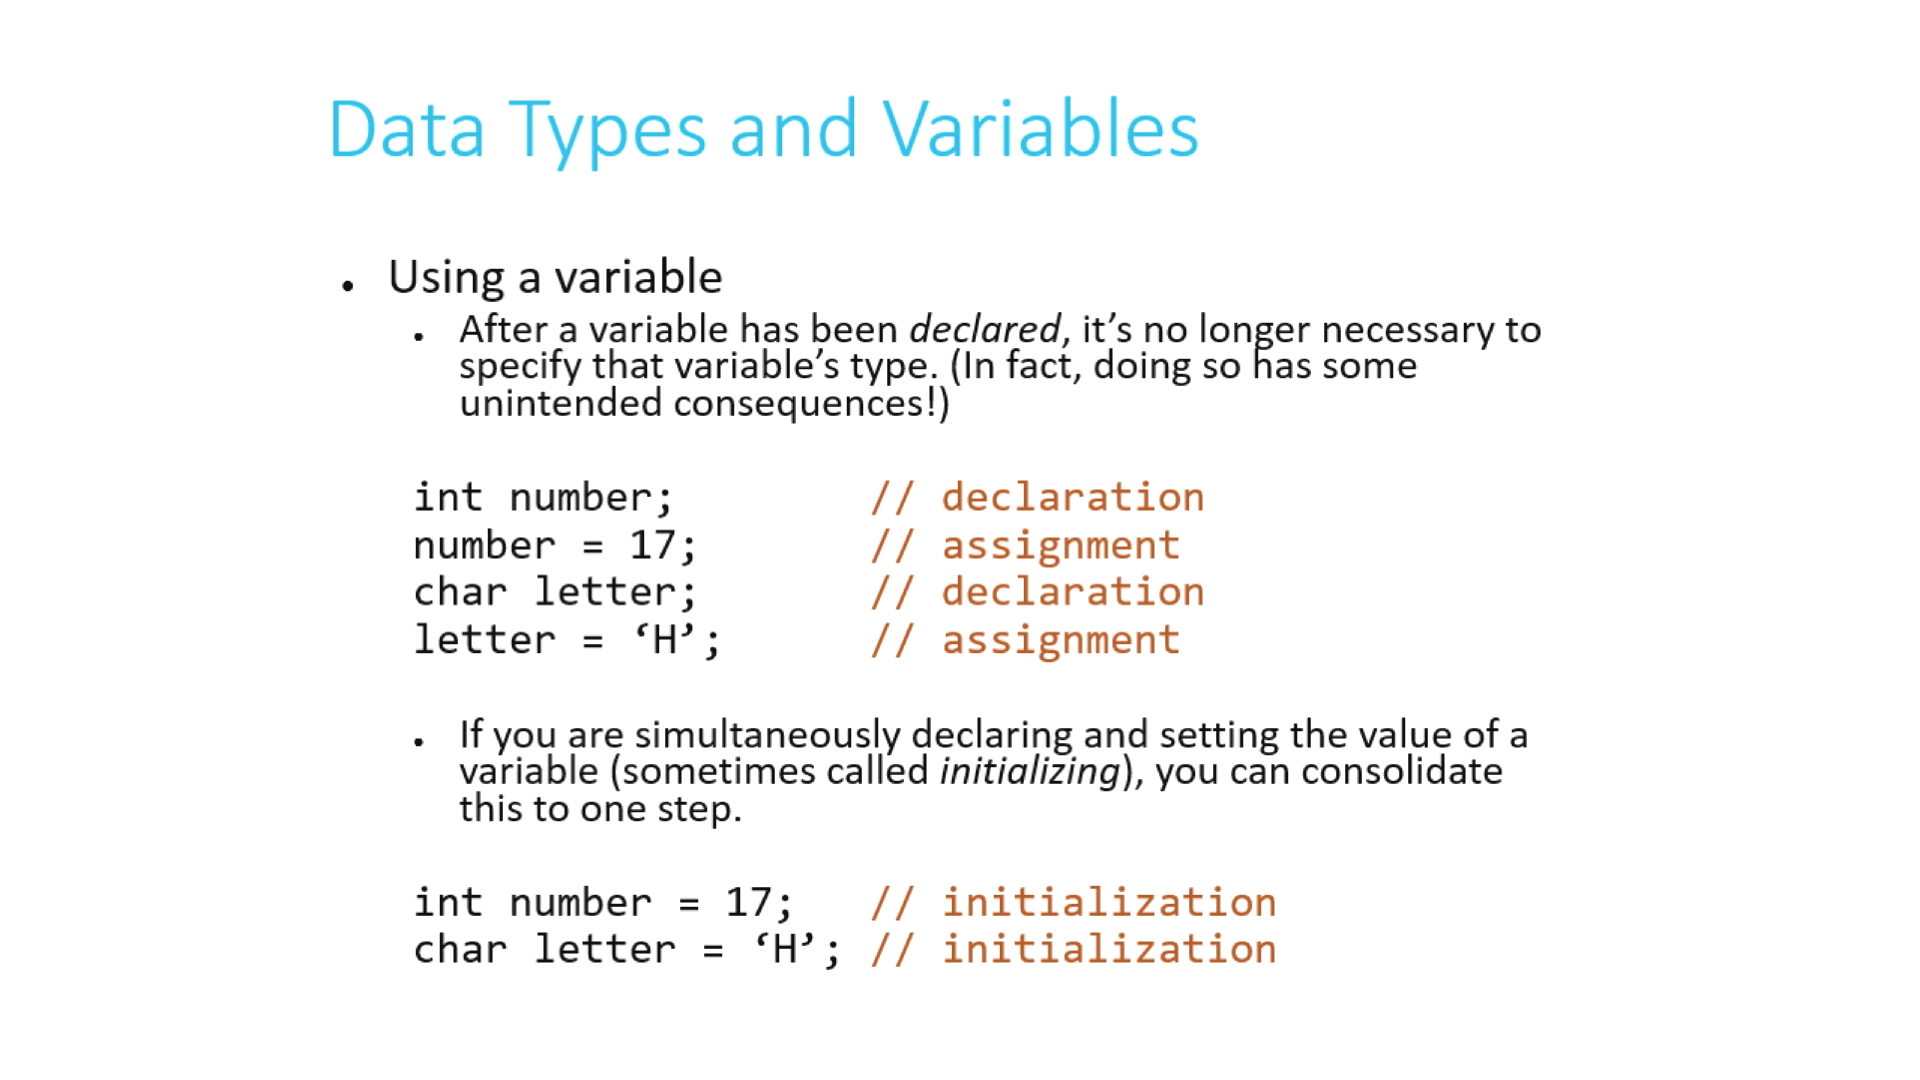 Data Types and Variables
• Using a variable
• After a variable has been declared, it’s no longer necessary to
specify that variable’s type. (In fact, doing so has some
unintended consequences!)
int number; // declaration
number = 17; // assignment
char letter; // declaration
letter = ‘H’; // assignment
• If you are simultaneously declaring and setting the value of a
variable (sometimes called initializing), you can consolidate
this to one step.
int number = 17; // initialization
char letter = ‘H’; // initialization